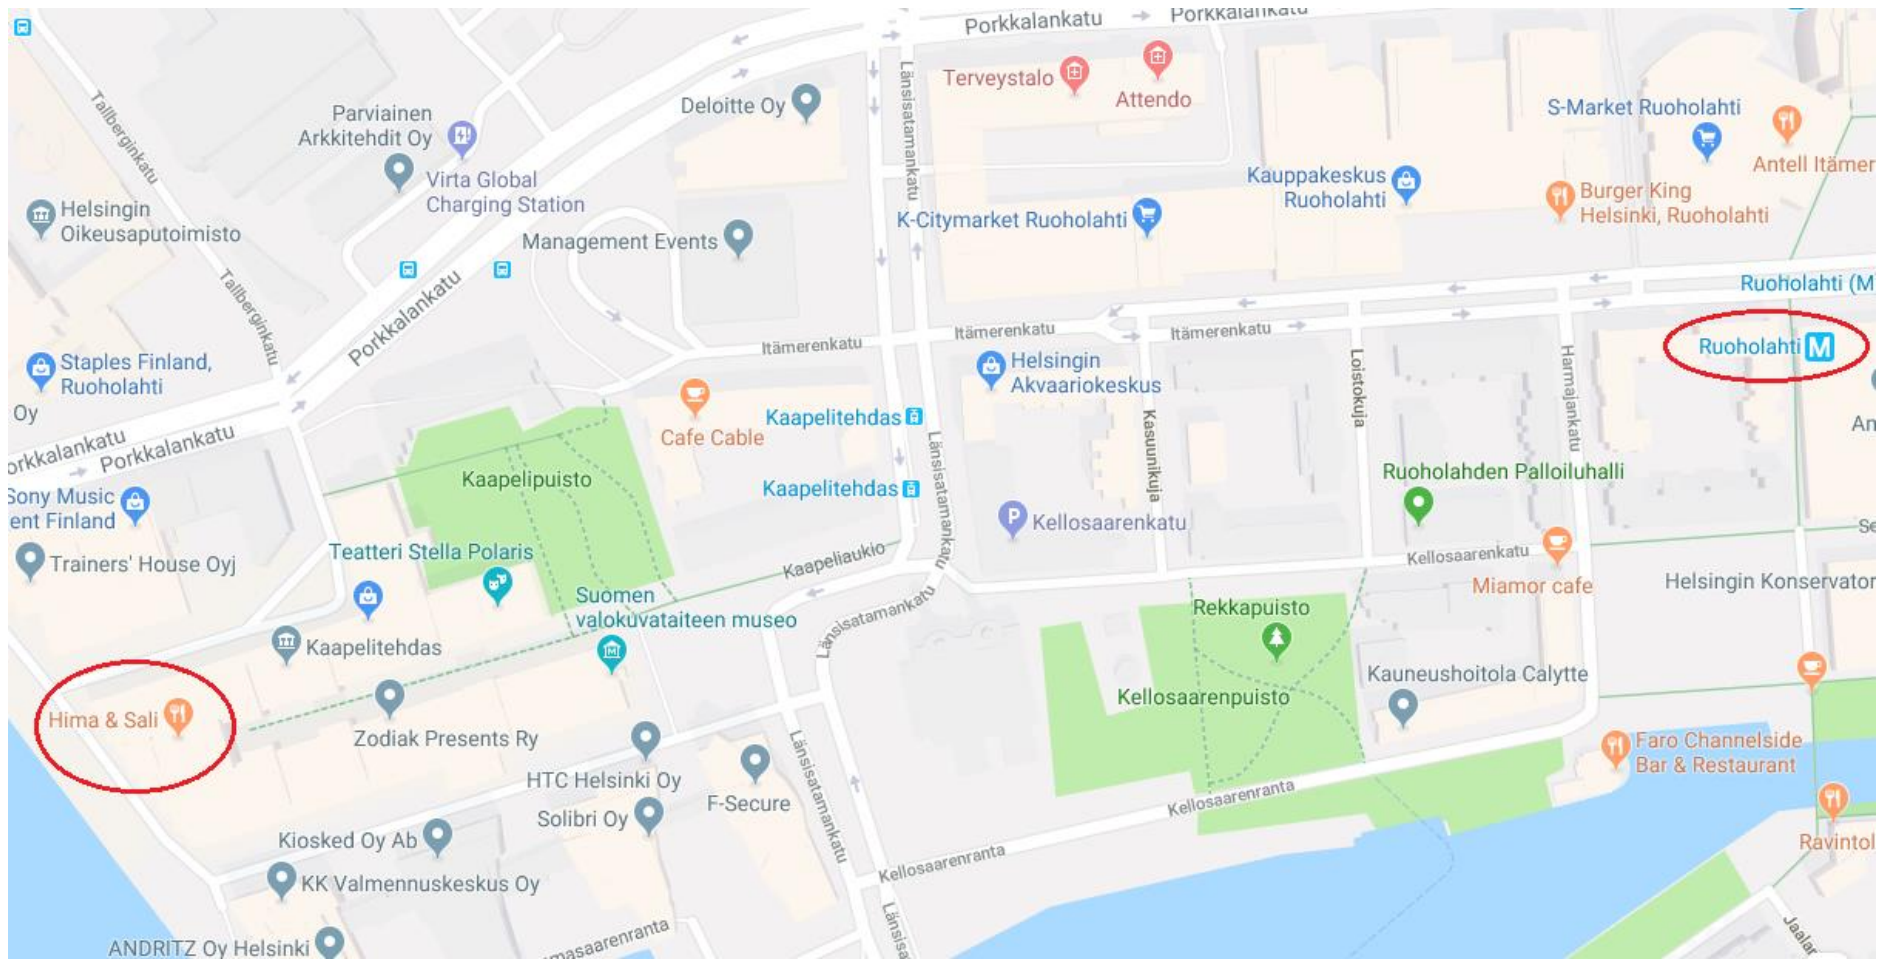 Porkkalankatu
Porkkalankatu
Länsisatamankatu
Terveystalo
Attendo
Deloitte Oy
S-Market Ruoholahti
Antell Itämer
Tallberginkatu
Parviainen
Arkkitehdit Oy
Virta Global
Charging Station
Kauppakeskus
Ruoholahti
Burger King
Helsinki, Ruoholahti
Helsingin
Oikeusaputoimisto
K-Citymarket Ruoholahti
Management Events
Tallberginkatu
Porkkalankatu
Ruoholahti (M
Itämerenkatu
Itämerenkatu
Itämerenkatu
Ruoholahti M
Staples Finland,
Ruoholahti
Helsingin
Akvaariokeskus
Loistokuja
Harmajankatu
Oy
Cafe Cable
Kaapelitehdas
Kasuunikuja
An
orkkalankatu
Porkkalankatu
Länsisatamankatu
Kaapelipuisto
Kaapelitehdas
Ruoholahden Palloiluhalli
Sony Music
ent Finland
P
Kellosaarenkatu
Se
Trainers' House Oyj
Teatteri Stella Polaris
Kaapeliaukio
Kellosaarenkatu
Miamor cafe
Helsingin Konservator
Suomen
valokuvataiteen museo
Länsisatamankatu
Rekkapuisto
Kaapelitehdas
Kauneushoitola Calytte
Kellosaarenpuisto
Hima & Sali
Zodiak Presents Ry
Faro Channelside
Bar & Restaurant
HTC Helsinki Oy
Länsisatamankatu
F-Secure
Kellosaarenranta
Solibri Oy
Kiosked Oy Ab
Ravintol
Kellosaarenranta
KK Valmennuskeskus Oy
Länsisa
Jaalar
ANDRITZ Oy Helsinki
masaarenranta